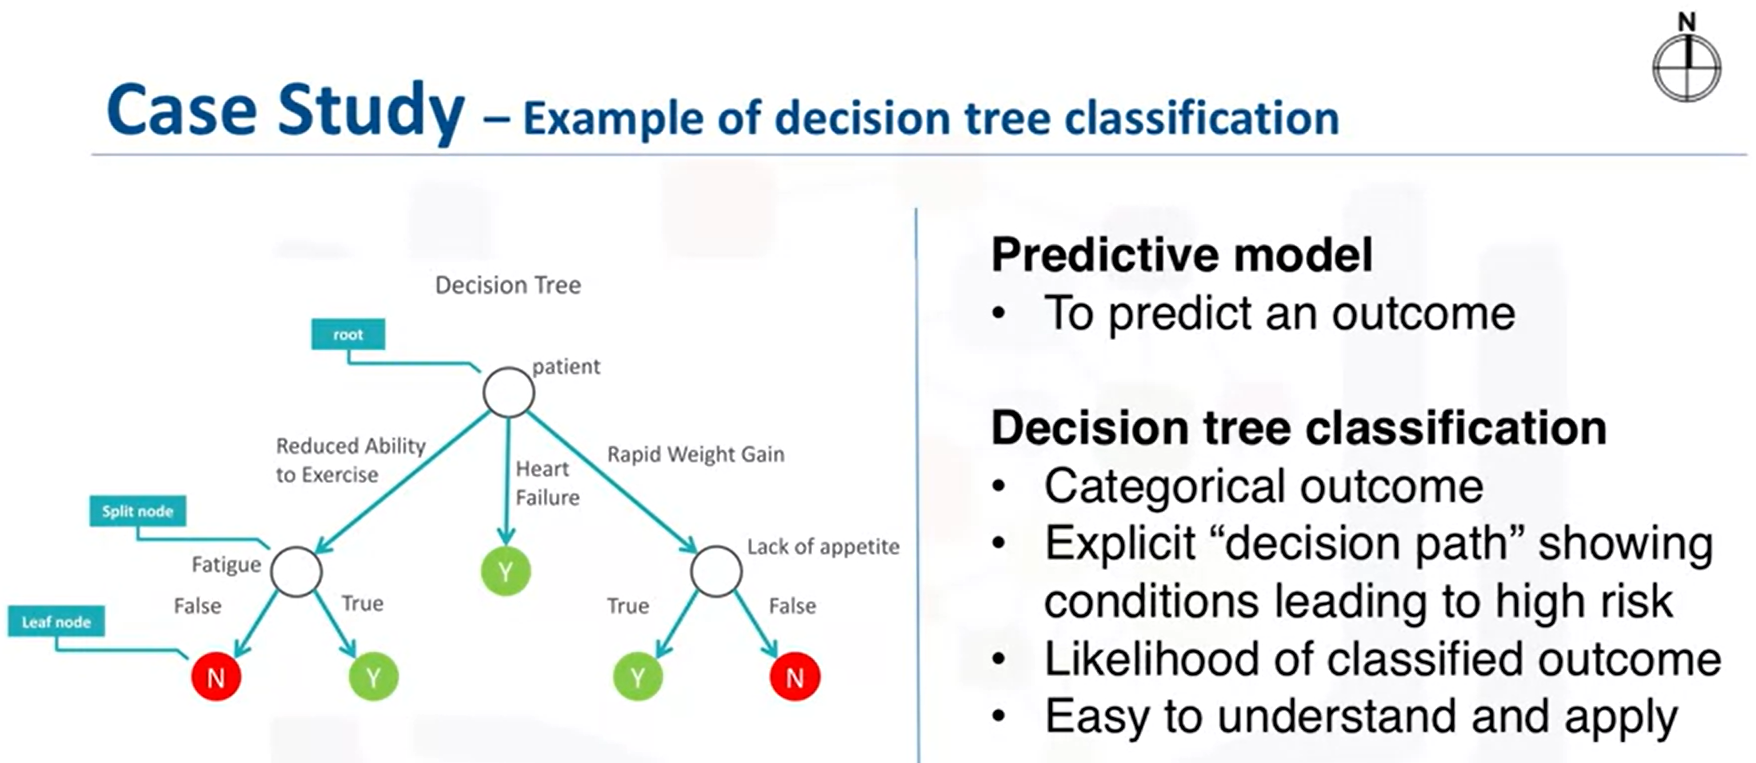 N
Case Study – Example of decision tree classification
Decision Tree
root
patient
Reduced Ability
to Exercise
Heart
Failure
Rapid Weight Gain
Split node
Fatigue
Lack of appetite
False
True
True
False
Leaf node
Y
N
Y
Y
N
Predictive model
• To predict an outcome
Decision tree classification
• Categorical outcome
• Explicit “decision path” showing
conditions leading to high risk
• Likelihood of classified outcome
• Easy to understand and apply